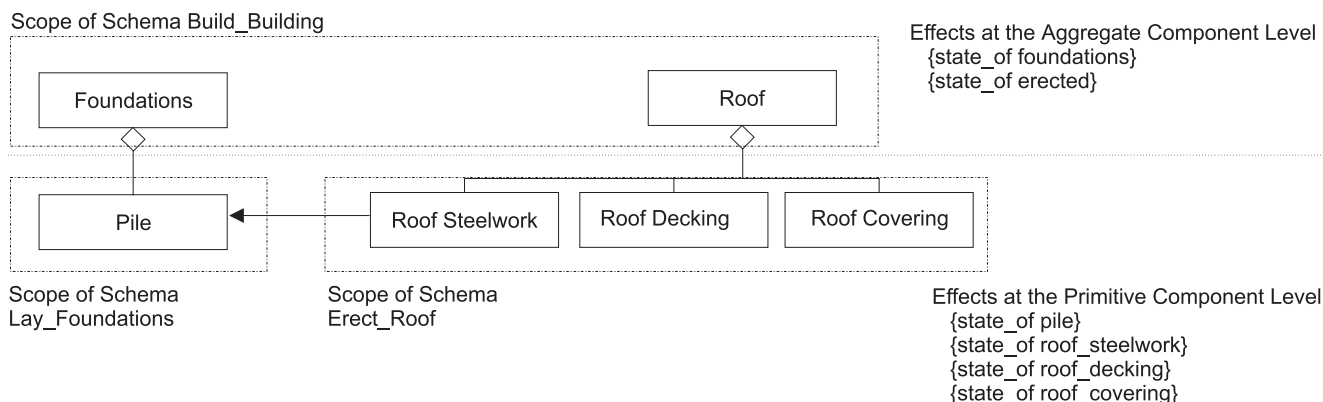 Scope of Schema Build_Building
Effects at the Aggregate Component Level
{state_of foundations}
{state_of erected}
Foundations
Roof
Pile
Roof Steelwork
Roof Decking
Roof Covering
Scope of Schema
Lay_Foundations
Scope of Schema
Erect_Roof
Effects at the Primitive Component Level
{state_of pile}
{state_of roof_steelwork}
{state_of roof_decking}
{state_of roof_covering}